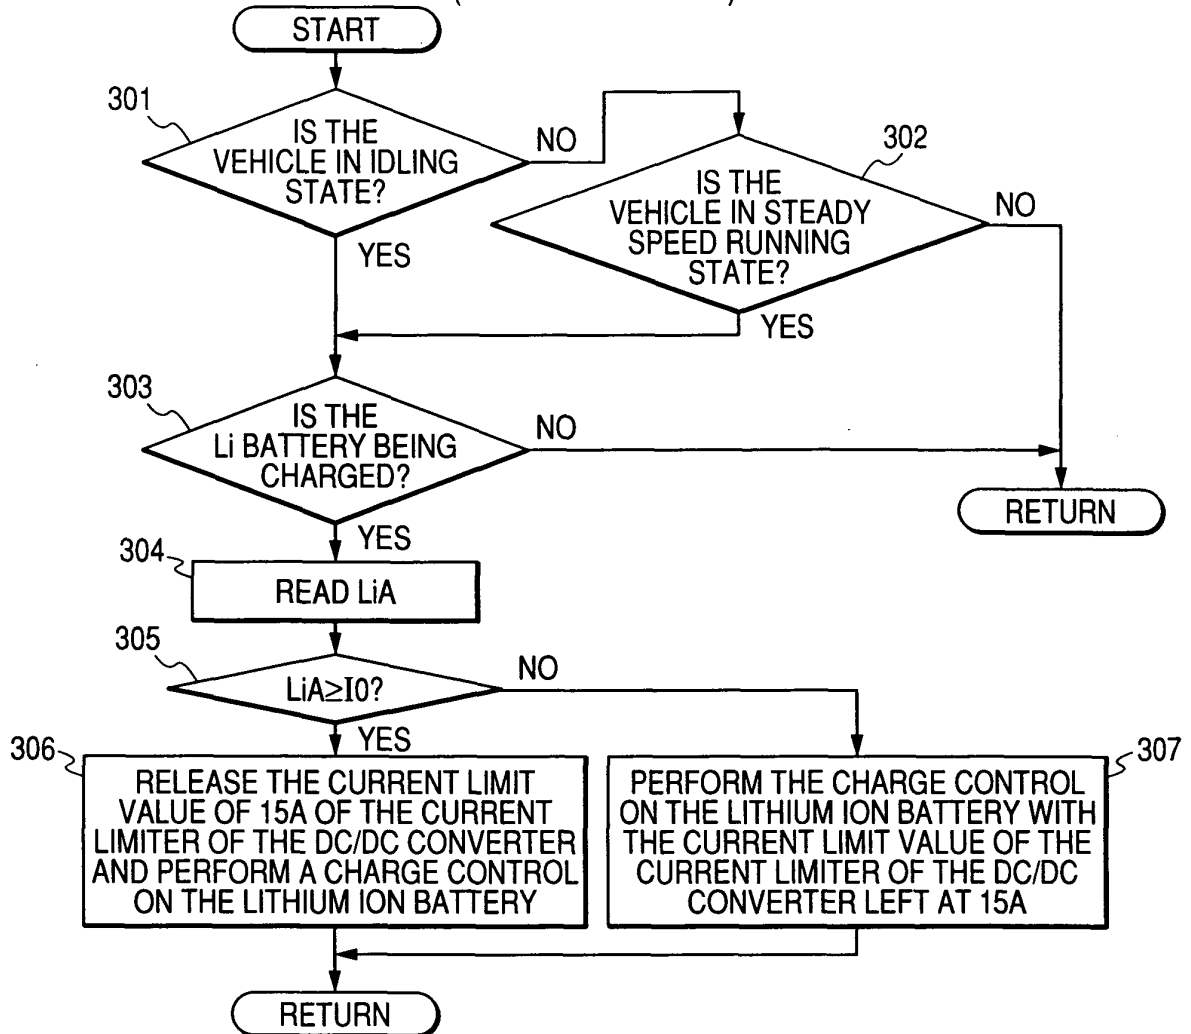 START
301
IS THE
VEHICLE IN IDLING
STATE?
NO
302
IS THE
VEHICLE IN STEADY
SPEED RUNNING
STATE?
NO
YES
YES
303
IS THE
Li BATTERY BEING
CHARGED?
NO
RETURN
YES
304
READ LiA
305
LiA≥I0?
NO
YES
306
RELEASE THE CURRENT LIMIT
VALUE OF 15A OF THE CURRENT
LIMITER OF THE DC/DC CONVERTER
AND PERFORM A CHARGE CONTROL
ON THE LITHIUM ION BATTERY
307
PERFORM THE CHARGE CONTROL
ON THE LITHIUM ION BATTERY WITH
THE CURRENT LIMIT VALUE OF THE
CURRENT LIMITER OF THE DC/DC
CONVERTER LEFT AT 15A
RETURN